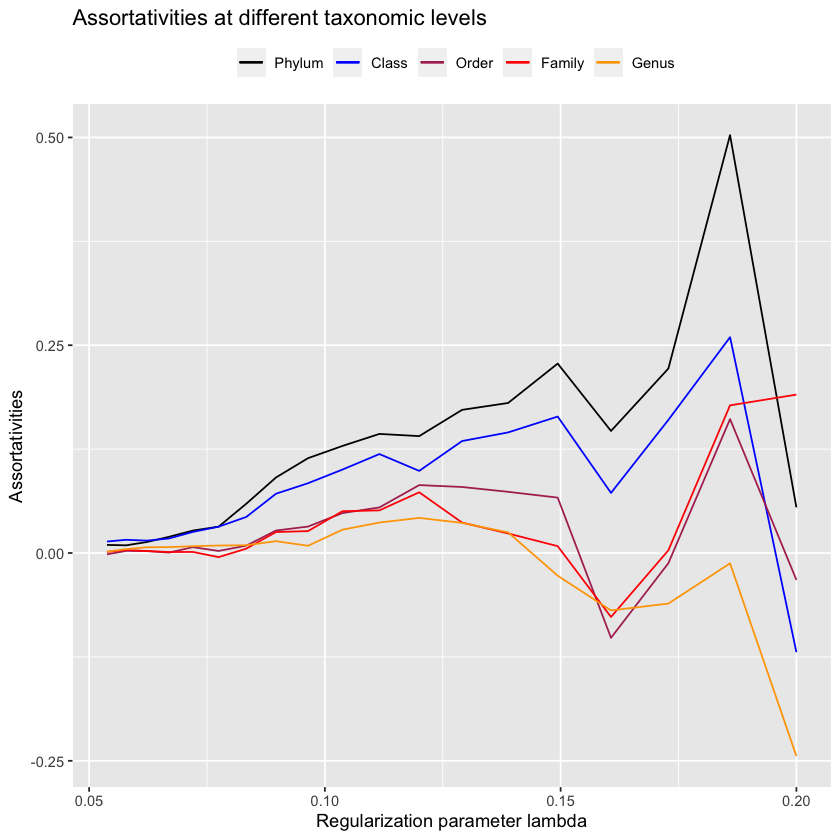 Assortativities at different taxonomic levels
Phylum Class Order Family Genus
Assortativities
0.50
0.25
0.00
-0.25
0.05 0.10 0.15 0.20
Regularization parameter lambda